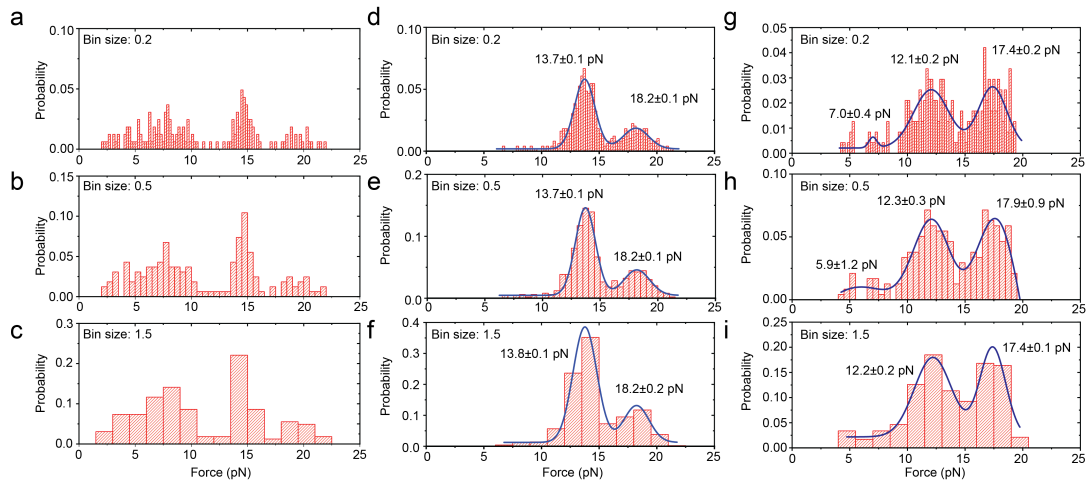 a
Bin size: 0.2
Probability
0.10
0.05
0.00
0 5 10 15 20 25
b
Bin size: 0.5
Probability
0.15
0.10
0.05
0.00
0 5 10 15 20 25
c
Bin size: 1.5
Probability
0.3
0.2
0.1
0.0
0 5 10 15 20 25
Force (pN)
d
Bin size: 0.2
13.7±0.1 pN
18.2±0.1 pN
Probability
0.10
0.05
0.00
0 5 10 15 20 25
e
Bin size: 0.5
13.7±0.1 pN
18.2±0.1 pN
Probability
0.2
0.1
0.0
0 5 10 15 20 25
f
Bin size: 1.5
13.8±0.1 pN
18.2±0.2 pN
Probability
0.4
0.3
0.2
0.1
0.0
0 5 10 15 20 25
Force (pN)
g
Bin size: 0.2
17.4±0.2 pN
12.1±0.2 pN
7.0±0.4 pN
Probability
0.05
0.04
0.03
0.02
0.01
0.00
0 5 10 15 20 25
h
Bin size: 0.5
12.3±0.3 pN
17.9±0.9 pN
5.9±1.2 pN
Probability
0.10
0.05
0.00
0 5 10 15 20 25
i
Bin size: 1.5
17.4±0.1 pN
12.2±0.2 pN
Probability
0.25
0.20
0.15
0.10
0.05
0.00
0 5 10 15 20 25
Force (pN)